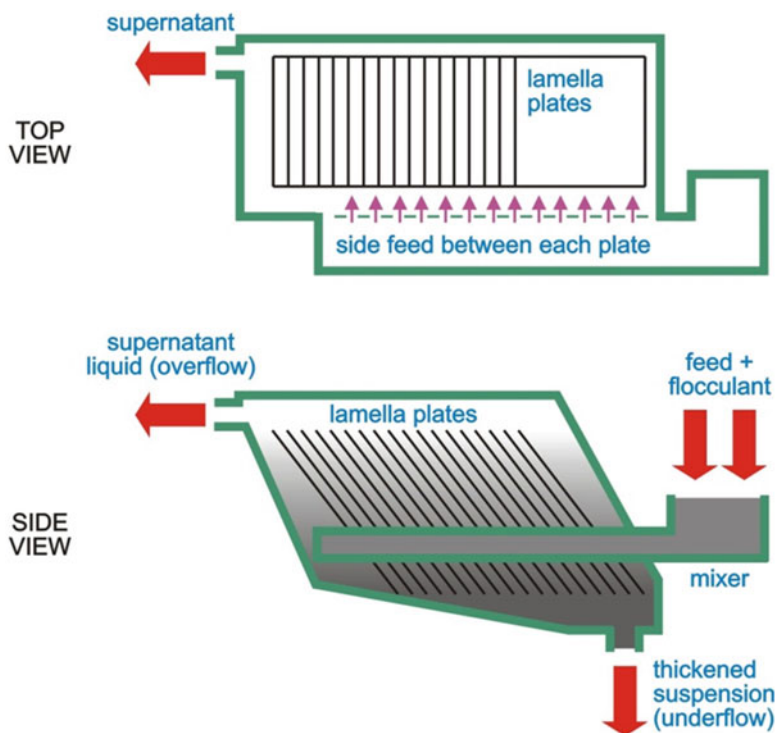 supernatant
TOP
VIEW
lamella
plates
side feed between each plate
supernatant
liquid (overflow)
lamella plates
feed +
flocculant
SIDE
VIEW
mixer
thickened
suspension
(underflow)